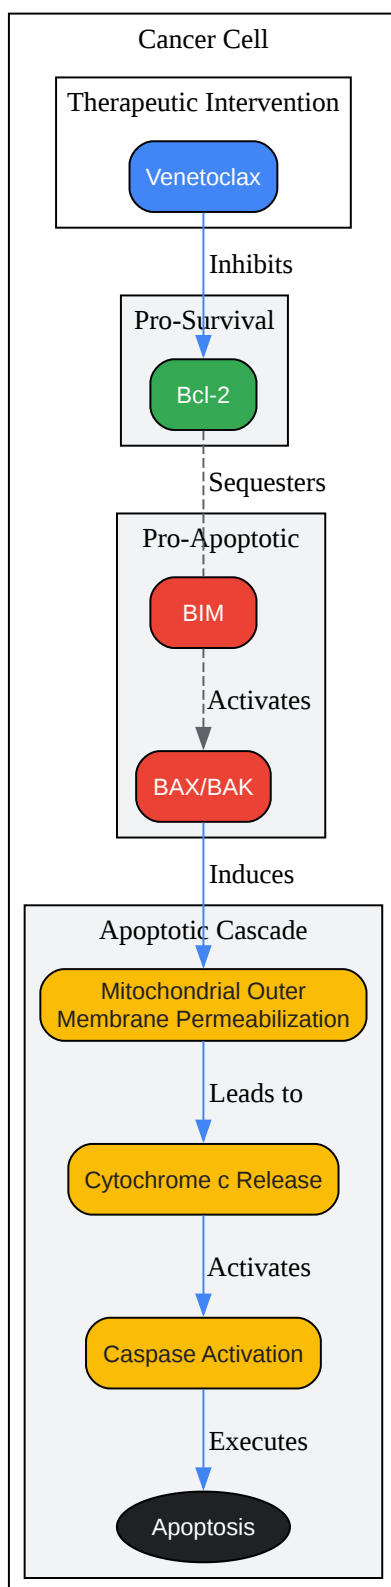 Cancer Cell
Therapeutic Intervention
Venetoclax
Inhibits
Pro-Survival
Bcl-2
Sequesters
Pro-Apoptotic
BIM
Activates
BAX/BAK
Induces
Apoptotic Cascade
Mitochondrial Outer
Membrane Permeabilization
Leads to
Cytochrome c Release
Activates
Caspase Activation
Executes
Apoptosis